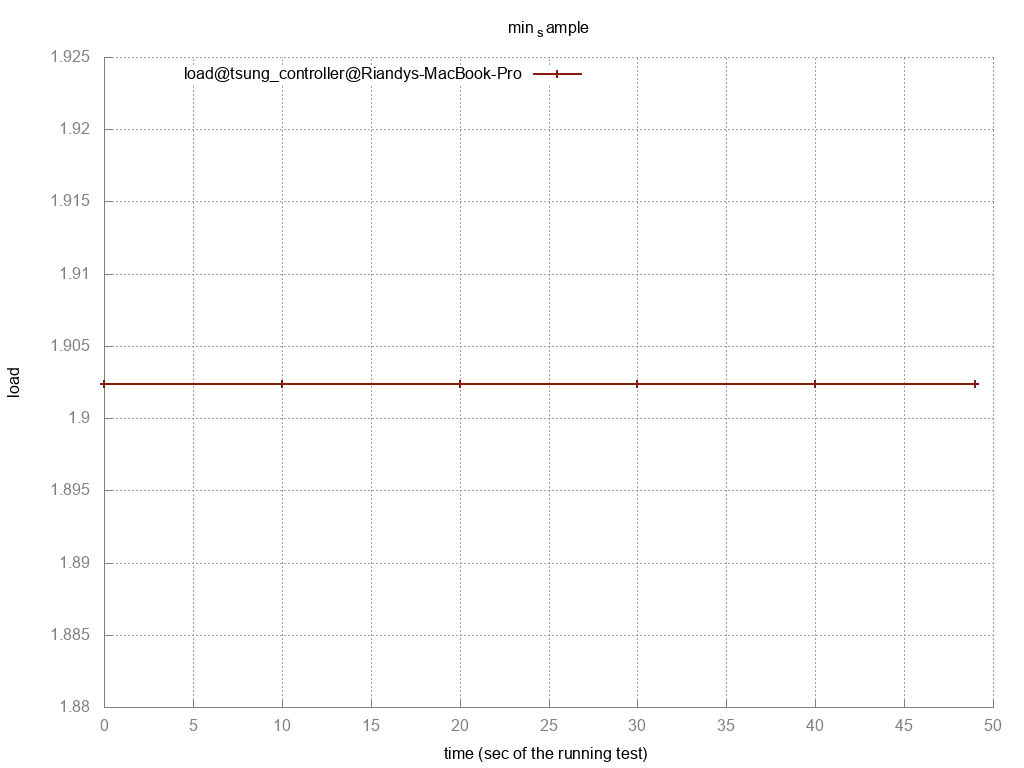 min_sample
1.925
load@tsung_controller@Riandys-MacBook-Pro
1.92
1.915
1.91
1.905
load
1.9
1.895
1.89
1.885
1.88
0 5 10 15 20 25 30 35 40 45 50
time (sec of the running test)